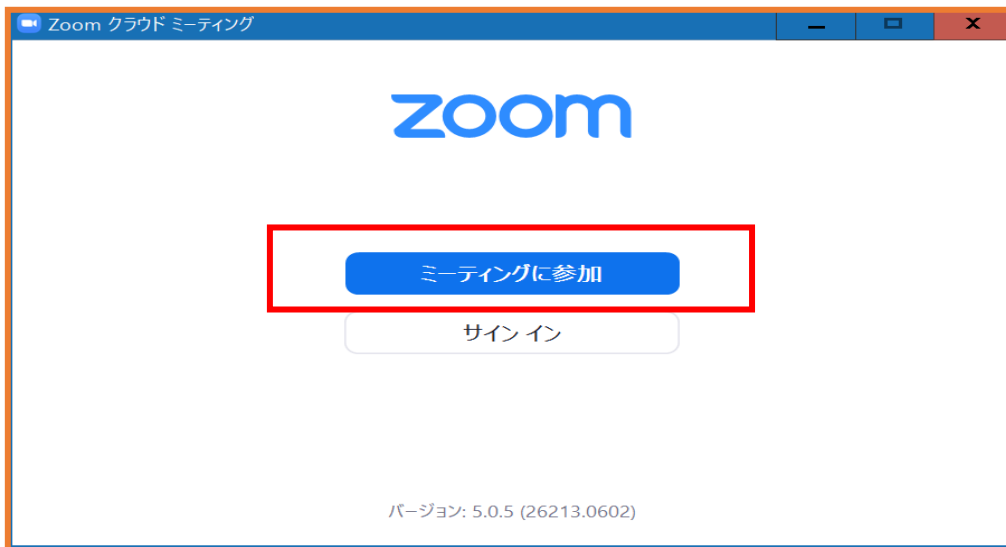 Zoom クラウド ミーティング
zoom
ミーティングに参加
サイン イン
バージョン: 5.0.5 (26213.0602)